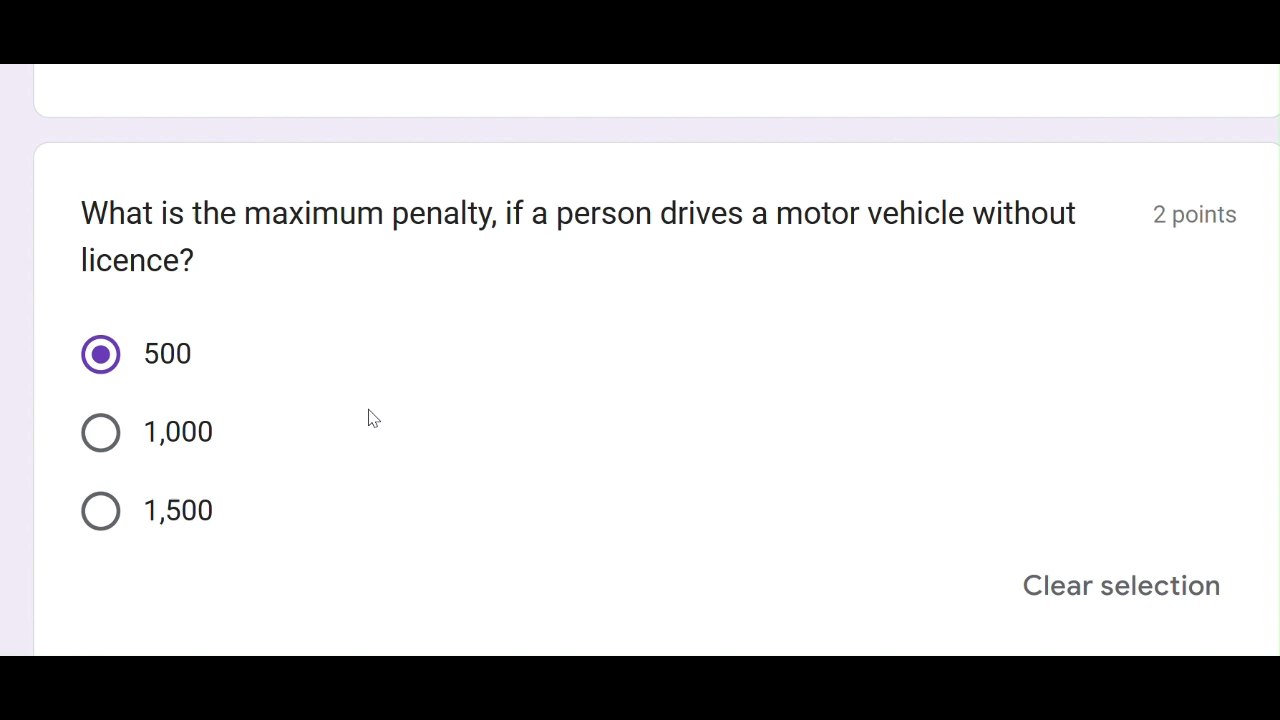 What is the maximum penalty, if a person drives a motor vehicle without
licence?
2 points
500
1,000
1,500
Clear selection